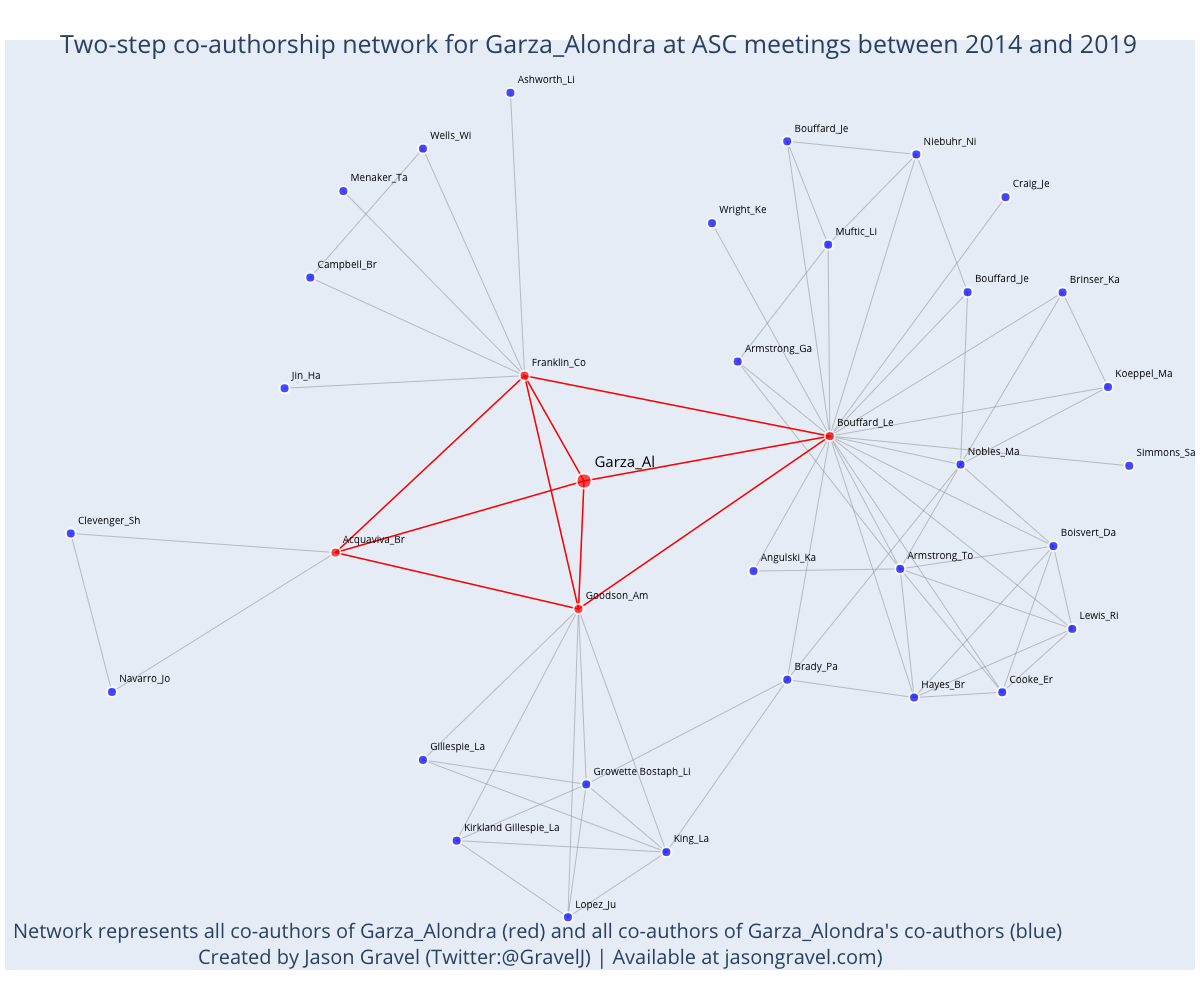 Two-step co-authorship network for Garza_Alondra at ASC meetings between 2014 and 2019
Ashworth_Li
Wells_Wi
Bouffard_Je
Niebuhr_Ni
Menaker_Ta
Craig_Je
Wright_Ke
Muftic_Li
Campbell_Br
Bouffard_Je
Brinser_Ka
Armstrong_Ga
Franklin_Co
Jin_Ha
Koeppel_Ma
Bouffard_Le
Nobles_Ma
Simmons_Sa
Garza_Al
Clevenger_Sh
Acquaviva_Br
Boisvert_Da
Angulski_Ka
Armstrong_To
Goodson_Am
Lewis_Ri
Brady_Pa
Navarro_Jo
Hayes_Br
Cooke_Er
Gillespie_La
Growette Bostaph_Li
Kirkland Gillespie_La
King_La
Lopez_Ju
Network represents all co-authors of Garza_Alondra (red) and all co-authors of Garza_Alondra's co-authors (blue)
Created by Jason Gravel (Twitter:@GravelJ) | Available at jasongravel.com)